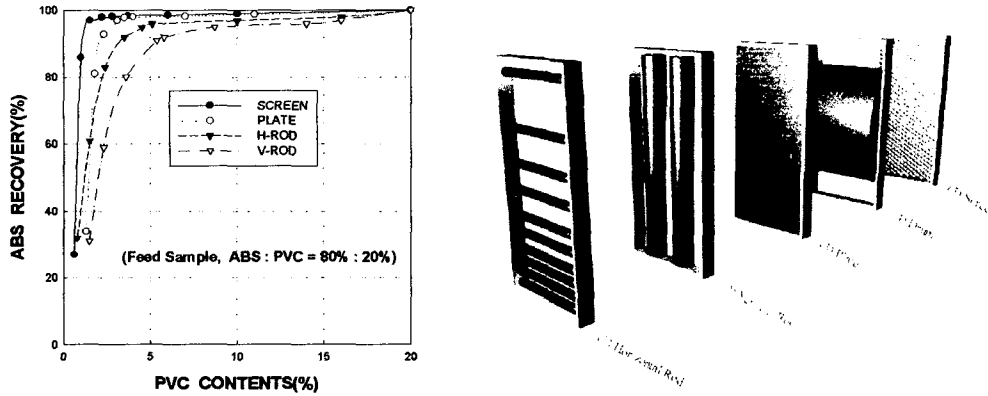 100
80
60
40
20
0
ABS RECOVERY(%)
SCREEN
PLATE
H-ROD
V-ROD
(Feed Sample, ABS : PVC = 80% : 20%)
0
5
10
15
20
PVC CONTENTS(%)
Rod